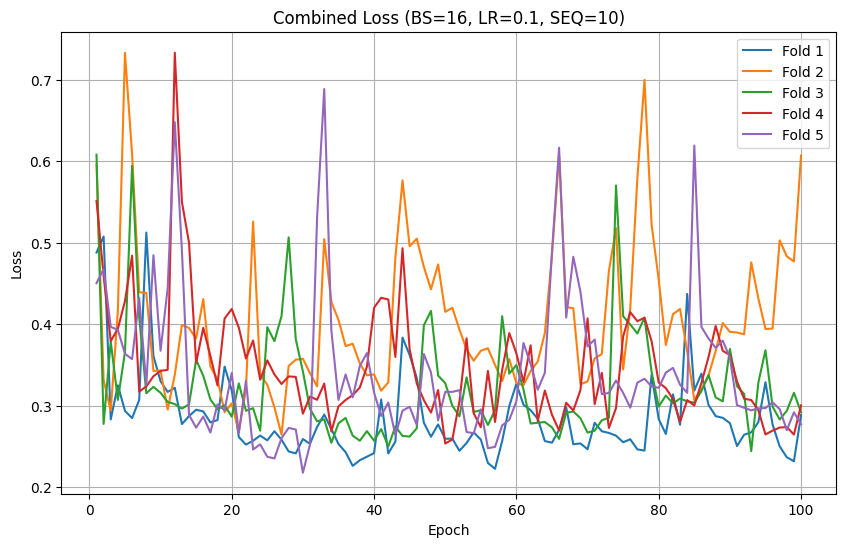 Combined Loss (BS=16, LR=0.1, SEQ=10)
Fold 1
Fold 2
Fold 3
Fold 4
Fold 5
Loss
0.7
0.6
0.5
0.4
0.3
0.2
0
20
40
60
80
100
Epoch